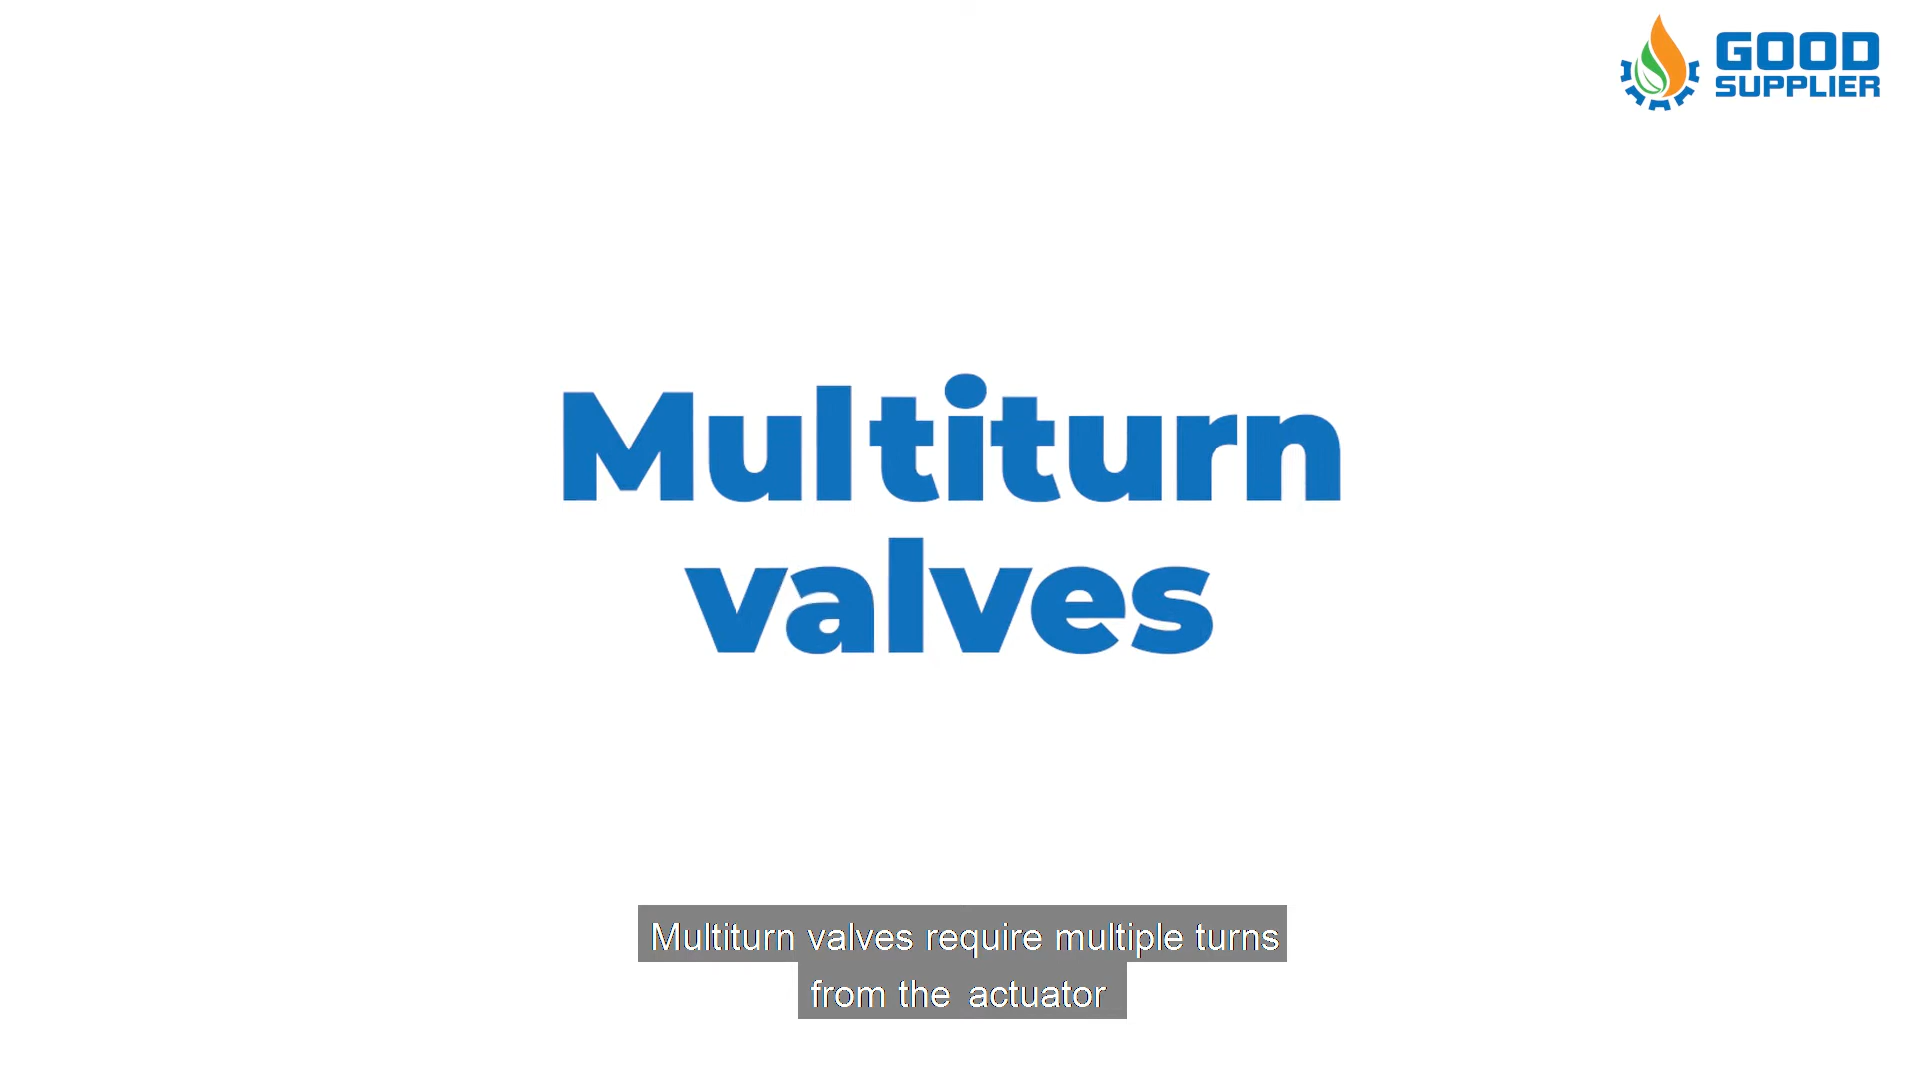 GOOD
SUPPLIER
Multiturn
valves
Multiturn valves require multiple turns
from the actuator